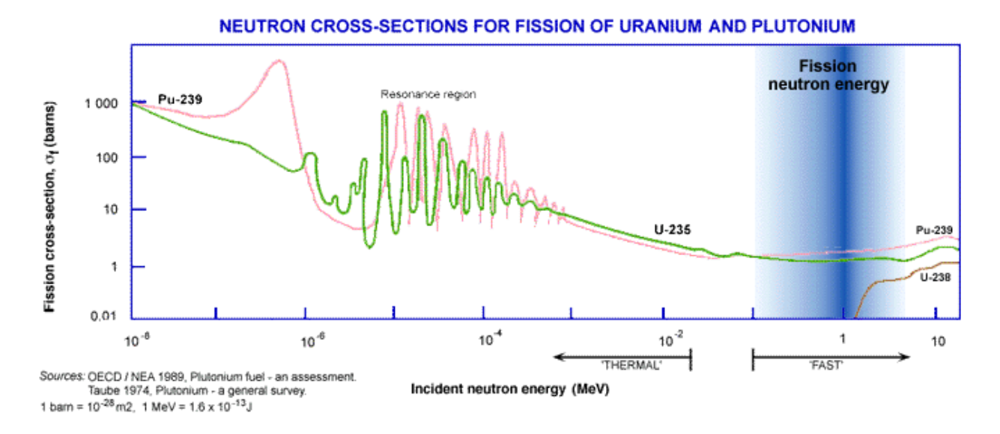 NEUTRON CROSS-SECTIONS FOR FISSION OF URANIUM AND PLUTONIUM
Fission
neutron energy
Resonance region
Pu-239
1 000
100
10
1
0.01
Fission cross-section, σf (barns)
U-235
Pu-239
U-238
10⁻⁸
10⁻⁶
10⁻⁴
10⁻²
1
10
'THERMAL'
'FAST'
Incident neutron energy (MeV)
Sources: OECD / NEA 1989, Plutonium fuel - an assessment.
Taube 1974, Plutonium - a general survey.
1 barn = 10⁻²⁸ m2, 1 MeV = 1.6 x 10⁻¹³ J